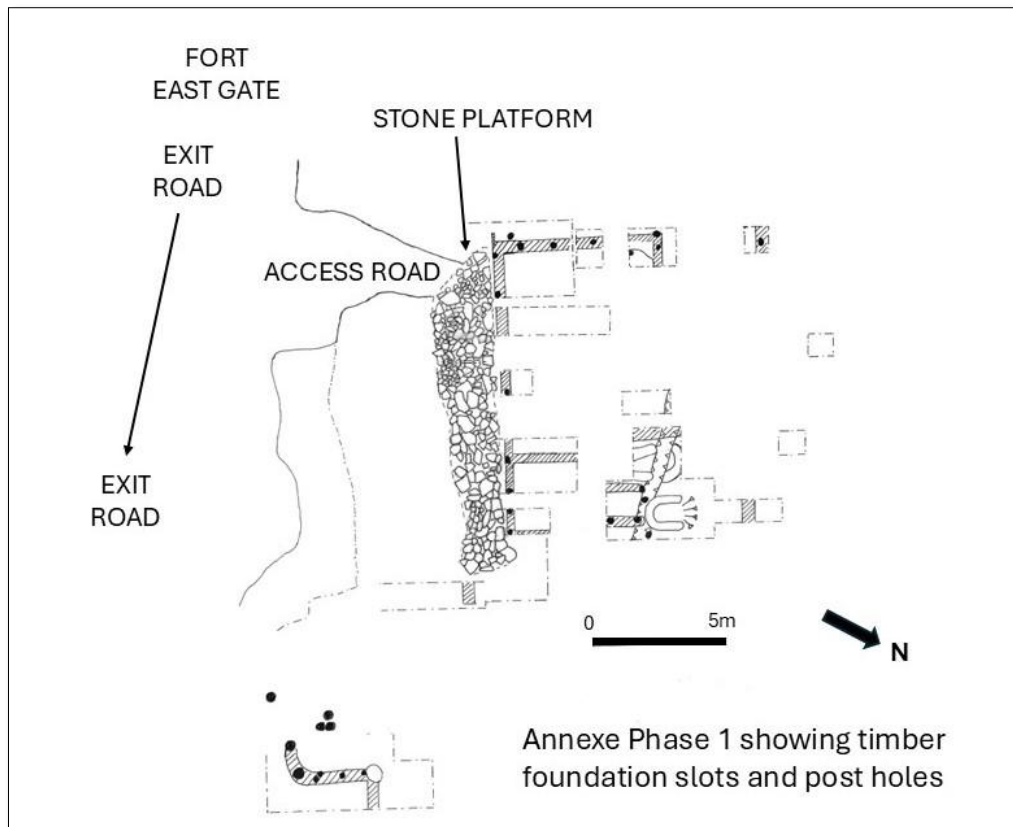 FORT
EAST GATE
STONE PLATFORM
EXIT
ROAD
ACCESS ROAD
EXIT
ROAD
0 5m
N
Annexe Phase 1 showing timber
foundation slots and post holes